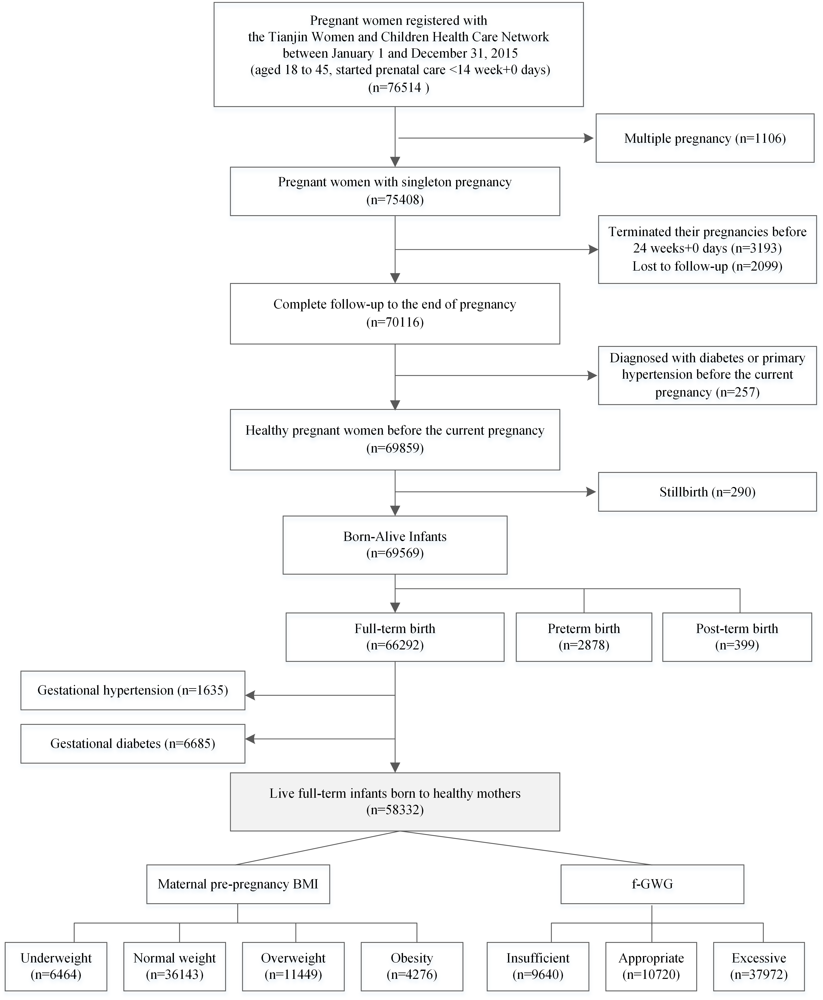 Pregnant women registered with
the Tianjin Women and Children Health Care Network
between January 1 and December 31, 2015
(aged 18 to 45, started prenatal care <14 week+0 days)
(n=76514 )
Multiple pregnancy (n=1106)
Pregnant women with singleton pregnancy
(n=75408)
Terminated their pregnancies before
24 weeks+0 days (n=3193)
Lost to follow-up (n=2099)
Complete follow-up to the end of pregnancy
(n=70116)
Diagnosed with diabetes or primary
hypertension before the current
pregnancy (n=257)
Healthy pregnant women before the current pregnancy
(n=69859)
Stillbirth (n=290)
Born-Alive Infants
(n=69569)
Full-term birth
(n=66292)
Preterm birth
(n=2878)
Post-term birth
(n=399)
Gestational hypertension (n=1635)
Gestational diabetes (n=6685)
Live full-term infants born to healthy mothers
(n=58332)
Maternal pre-pregnancy BMI
f-GWG
Underweight
(n=6464)
Normal weight
(n=36143)
Overweight
(n=11449)
Obesity
(n=4276)
Insufficient
(n=9640)
Appropriate
(n=10720)
Excessive
(n=37972)